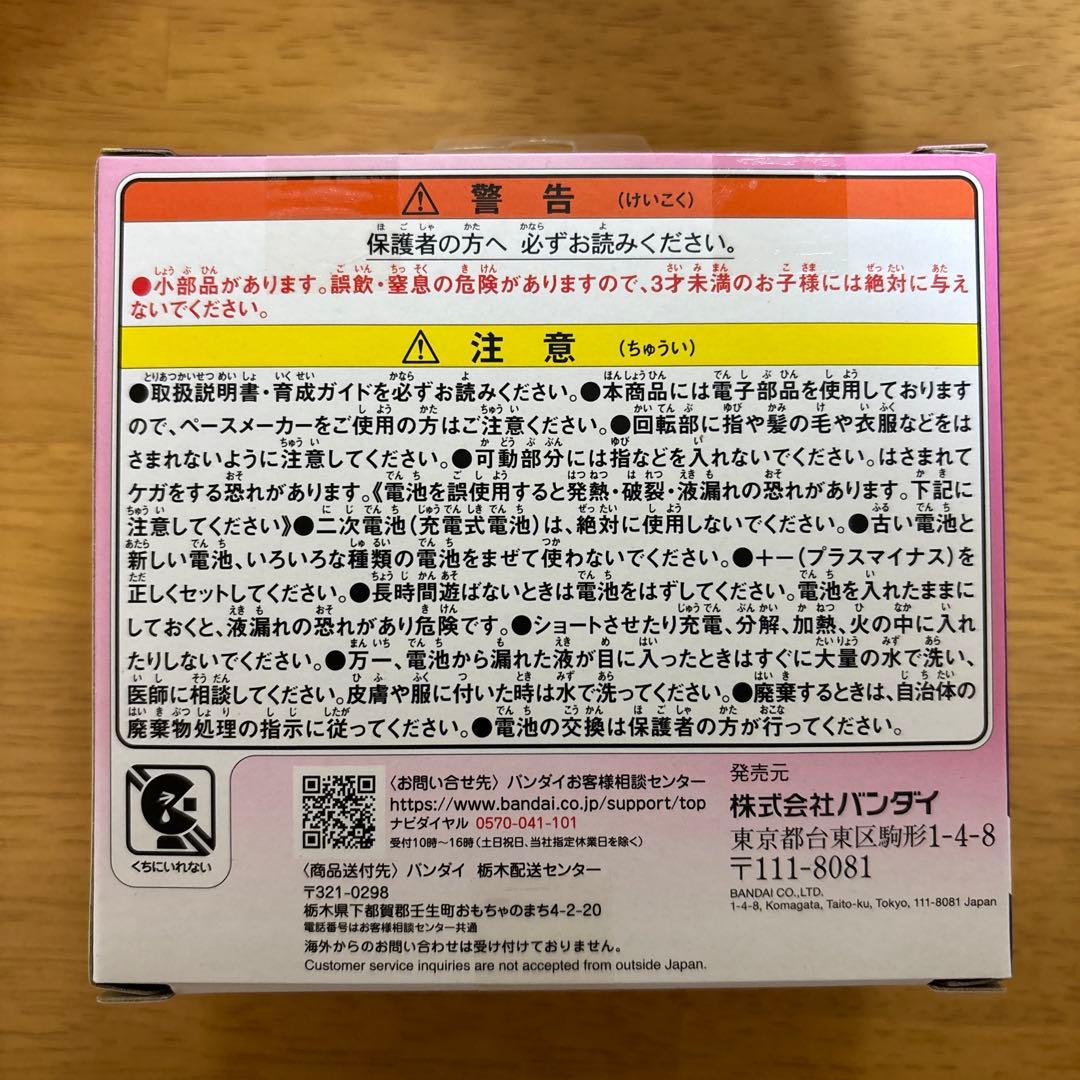 警告 (けいこく)
保護者の方へ 必ずお読みください。
●小部品があります。誤飲・窒息の危険がありますので、3才未満のお子様には絶対に与え
ないでください。
注意 (ちゅうい)
●取扱説明書・育成ガイドを必ずお読みください。●本商品には電子部品を使用しております
ので、ペースメーカーをご使用の方はご注意ください。●回転部に指や髪の毛や衣服などをは
さまれないように注意してください。●可動部分には指などを入れないでください。はさまれて
ケガをする恐れがあります。《電池を誤使用すると発熱・破裂・液漏れの恐れがあります。下記に
注意してください》●二次電池(充電式電池)は、絶対に使用しないでください。●古い電池と
新しい電池、いろいろな種類の電池をまぜて使わないでください。●+-(プラスマイナス)を
正しくセットしてください。●長時間遊ばないときは電池をはずしてください。電池を入れたままに
しておくと、液漏れの恐れがあり危険です。●ショートさせたり充電、分解、加熱、火の中に入れ
たりしないでください。●万一、電池から漏れた液が目に入ったときはすぐに大量の水で洗い、
医師に相談してください。皮膚や服に付いた時は水で洗ってください。●廃棄するときは、自治体の
廃棄物処理の指示に従ってください。●電池の交換は保護者の方が行ってください。
くちにいれない
〈お問い合せ先〉バンダイお客様相談センター
https://www.bandai.co.jp/support/top
ナビダイヤル 0570-041-101
受付10時~16時(土日祝日、当社指定休業日を除く)
〈商品送付先〉バンダイ 栃木配送センター
〒321-0298
栃木県下都賀郡壬生町おもちゃのまち4-2-20
電話番号はお客様相談センター共通
海外からのお問い合わせは受け付けておりません。
Customer service inquiries are not accepted from outside Japan.
発売元
株式会社バンダイ
東京都台東区駒形1-4-8
〒111-8081
BANDAI CO.,LTD.
1-4-8, Komagata, Taito-ku, Tokyo, 111-8081 Japan